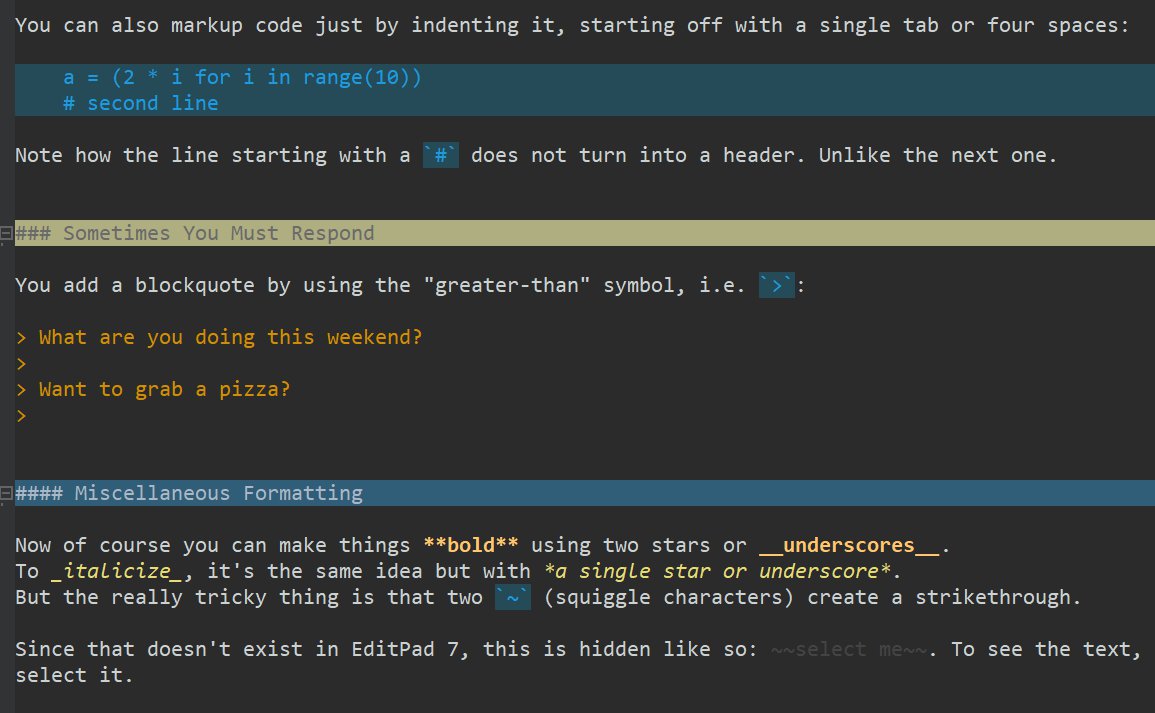 You can also markup code just by indenting it, starting off with a single tab or four spaces:
    a = (2 * i for i in range(10))
    # second line
Note how the line starting with a `#` does not turn into a header. Unlike the next one.
### Sometimes You Must Respond
You add a blockquote by using the "greater-than" symbol, i.e. `>`:
> What are you doing this weekend?
>
> Want to grab a pizza?
>
#### Miscellaneous Formatting
Now of course you can make things **bold** using two stars or __underscores__.
To _italicize_, it's the same idea but with *a single star or underscore*.
But the really tricky thing is that two `~` (squiggle characters) create a strikethrough.
Since that doesn't exist in EditPad 7, this is hidden like so: ~~select me~~. To see the text,
select it.